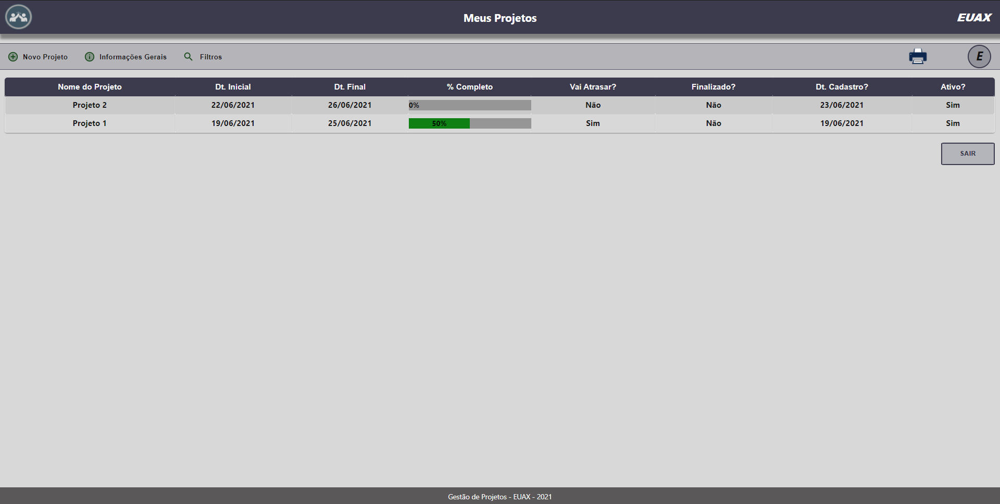 Meus Projetos
EUAX
Novo Projeto Informações Gerais Filtros E
Nome do Projeto Dt. Inicial Dt. Final % Completo Vai Atrasar? Finalizado? Dt. Cadastro? Ativo?
Projeto 2 22/06/2021 26/06/2021 0% Não Não 23/06/2021 Sim
Projeto 1 19/06/2021 25/06/2021 50% Sim Não 19/06/2021 Sim
SAIR
Gestão de Projetos - EUAX - 2021